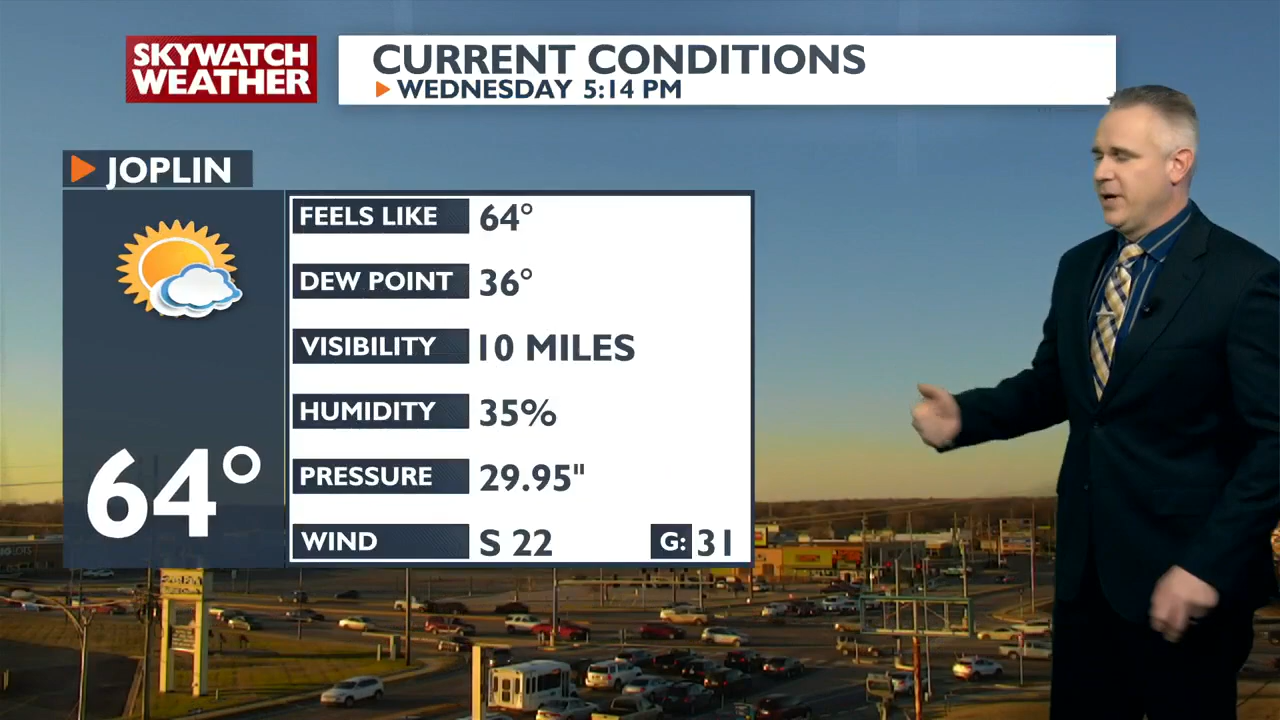 SKYWATCH
WEATHER
CURRENT CONDITIONS
WEDNESDAY 5:14 PM
JOPLIN
64°
FEELS LIKE 64°
DEW POINT 36°
VISIBILITY 10 MILES
HUMIDITY 35%
PRESSURE 29.95"
WIND S 22 G: 31